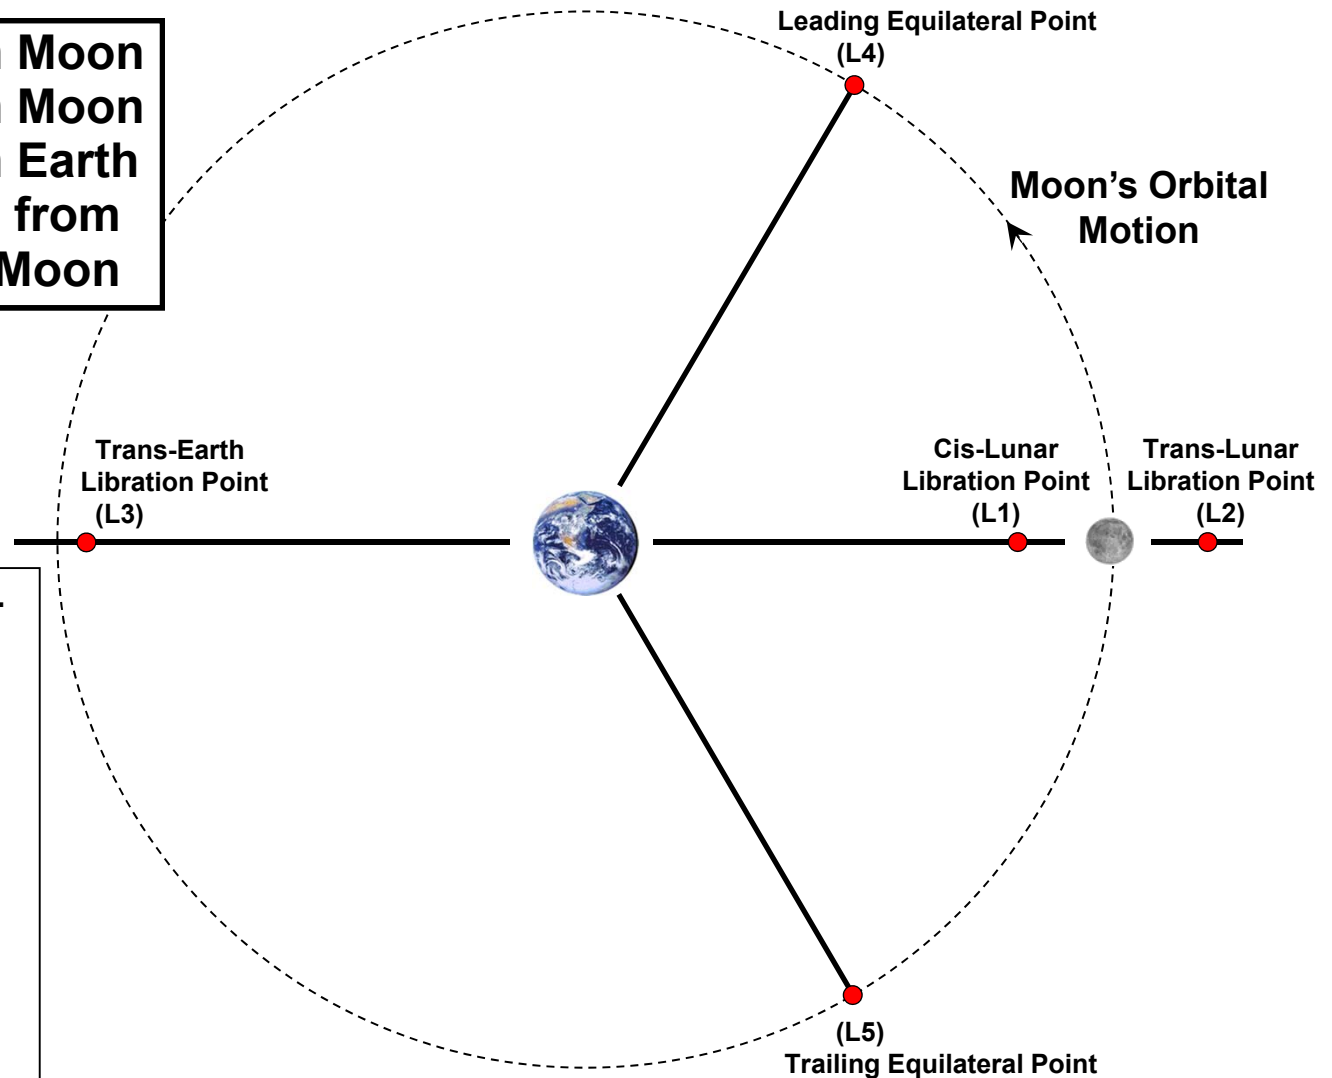 Moon
Moon
Earth
from
Moon
Leading Equilateral Point
(L4)
Moon’s Orbital
Motion
Trans-Earth
Libration Point
(L3)
Cis-Lunar
Libration Point
(L1)
Trans-Lunar
Libration Point
(L2)
(L5)
Trailing Equilateral Point